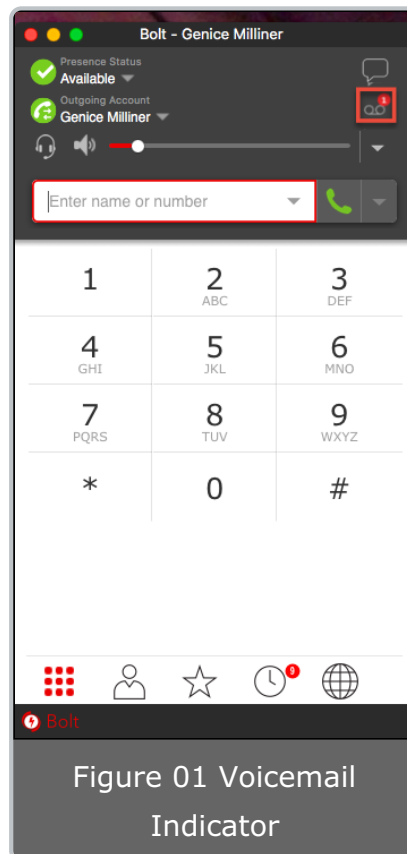 Bolt - Genice Milliner
Presence Status
Available
Outgoing Account
1
Genice Milliner
Enter name or number
1 2 3
ABC DEF
4 5 6
GHI JKL MNO
7 8 9
PQRS TUV WXYZ
* 0 #
9
Bolt
Figure 01 Voicemail
Indicator